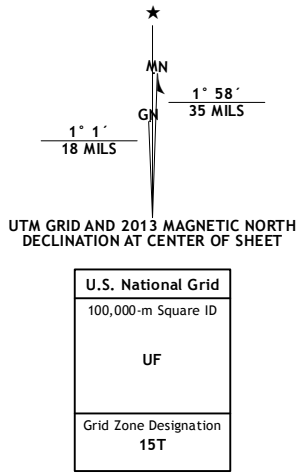 ★
MN
1° 58´
35 MILS
GN
1° 1´
18 MILS
UTM GRID AND 2013 MAGNETIC NORTH
DECLINATION AT CENTER OF SHEET
U.S. National Grid
100,000-m Square ID
UF
Grid Zone Designation
15T